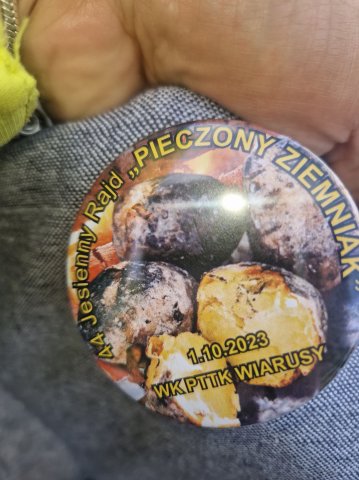 44 Jesienny Rajd „PIECZONY ZIEMNIAK"
1.10.2023
WK PTTK WIARUSY